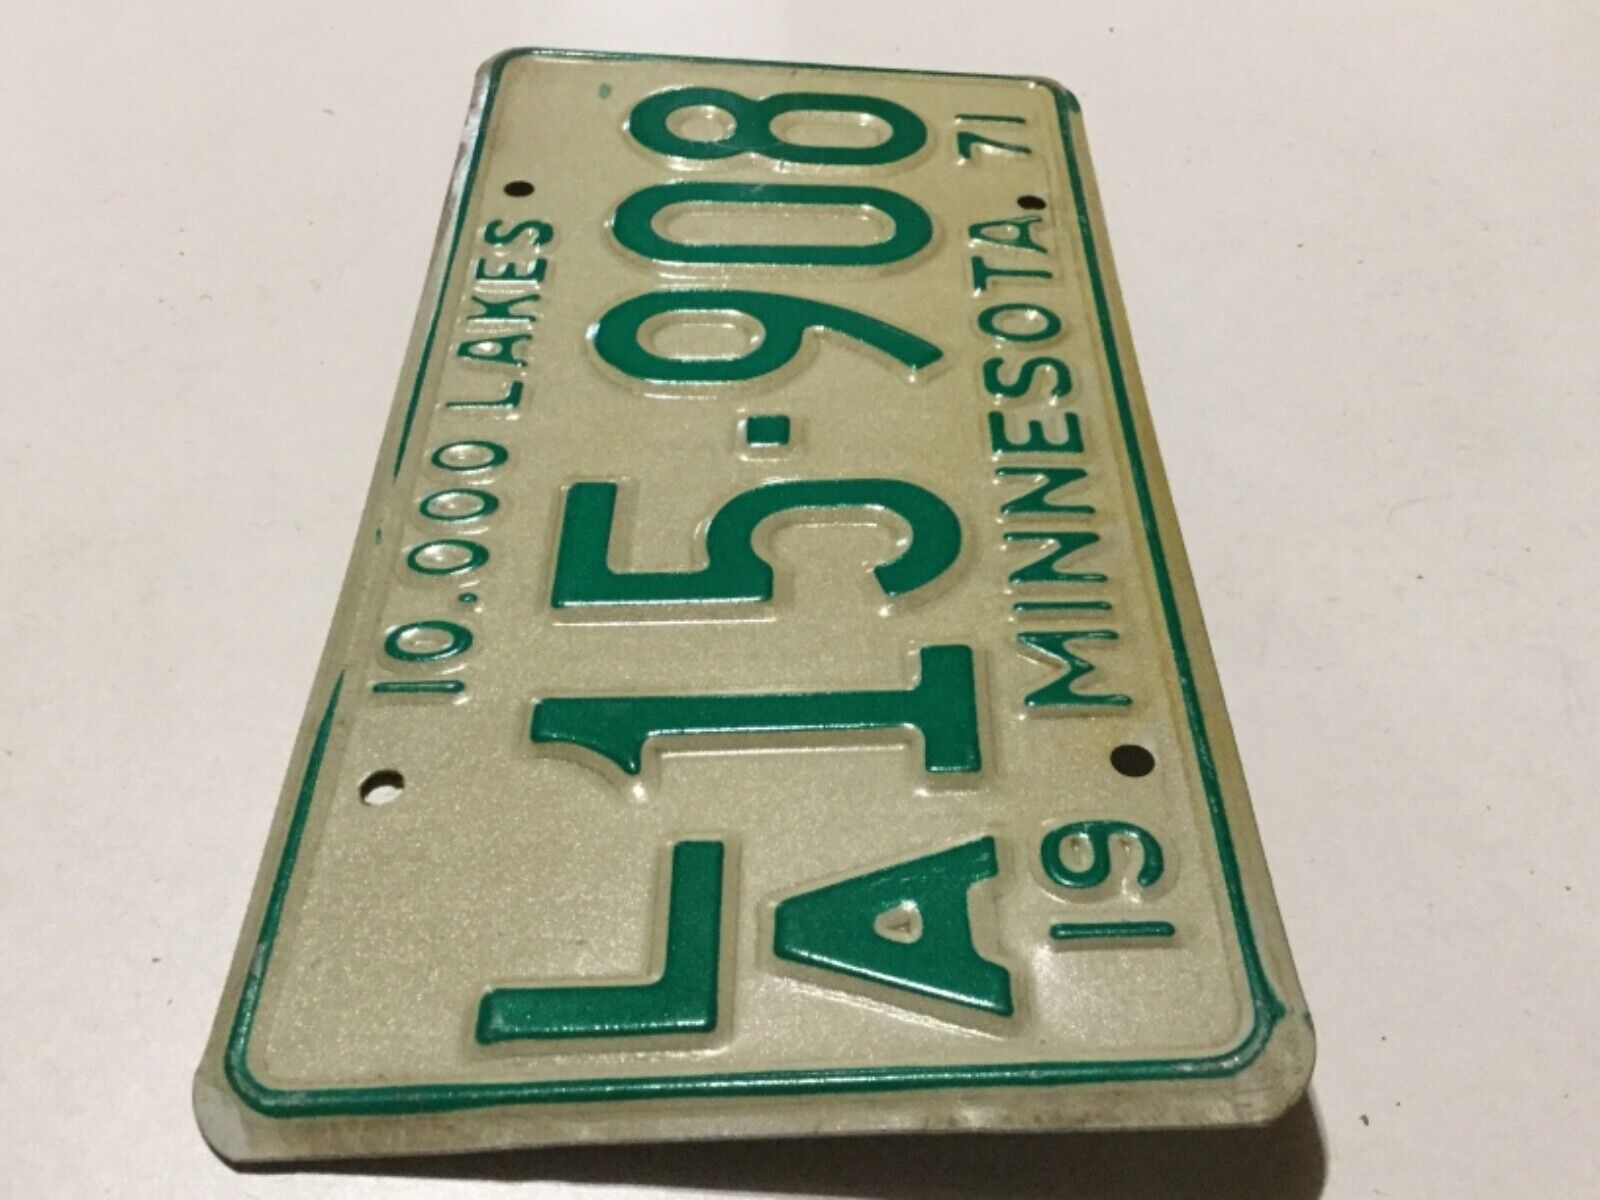 10,000 LAKES
LA 15·908
19 MINNESOTA 71